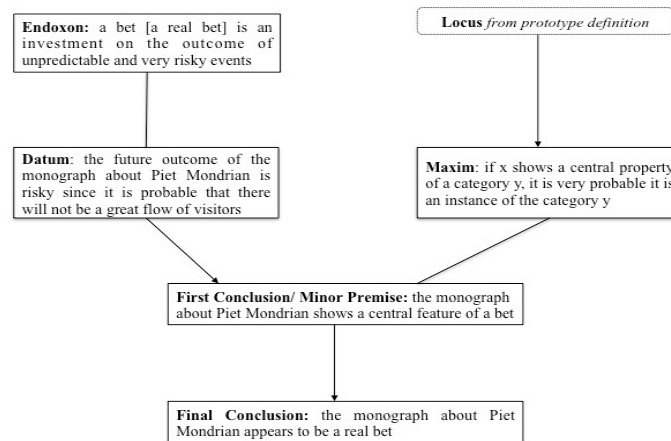 Endoxon: a bet [a real bet] is an
investment on the outcome of
unpredictable and very risky events
Locus from prototype definition
Datum: the future outcome of the
monograph about Piet Mondrian is
risky since it is probable that there
will not be a great flow of visitors
Maxim: if x shows a central property
of a category y, it is very probable it is
an instance of the category y
First Conclusion/ Minor Premise: the monograph
about Piet Mondrian shows a central feature of a bet
Final Conclusion: the monograph about Piet
Mondrian appears to be a real bet